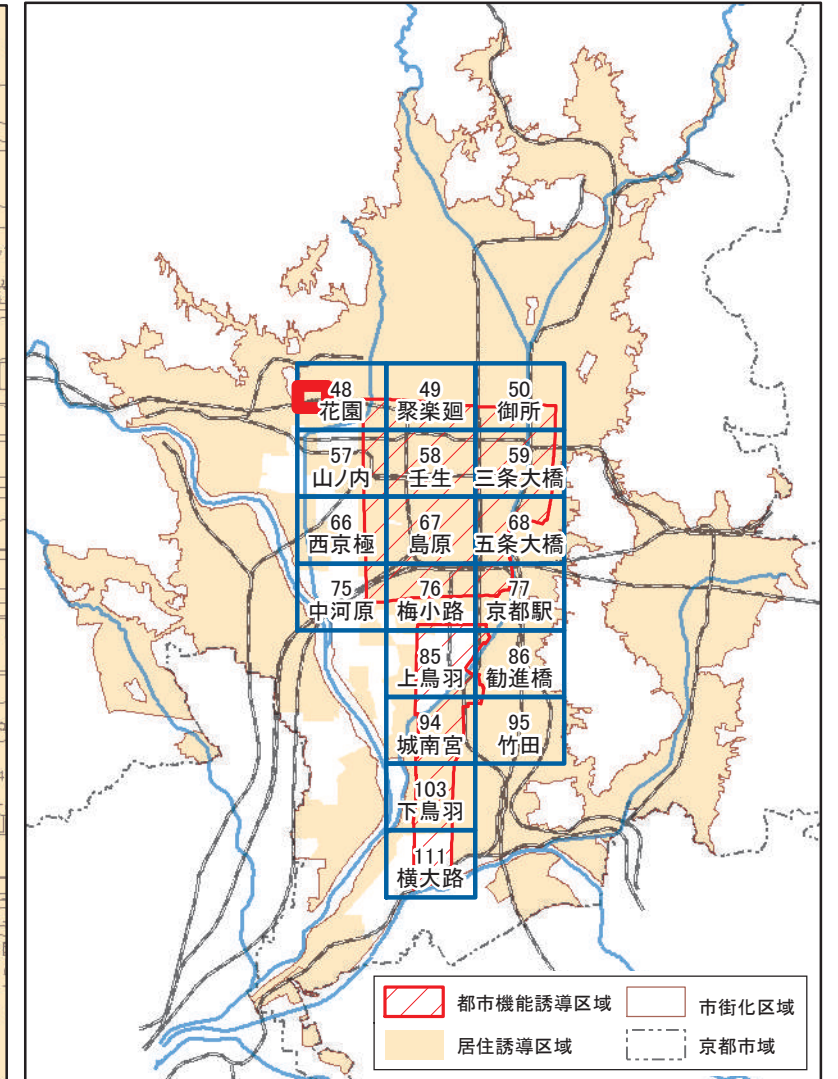 48
花園
49
聚楽廻
50
御所
57
山ノ内
58
壬生
59
三条大橋
66
西京極
67
島原
68
五条大橋
75
中河原
76
梅小路
77
京都駅
85
上鳥羽
86
勧進橋
94
城南宮
95
竹田
103
下鳥羽
111
横大路
都市機能誘導区域
市街化区域
居住誘導区域
京都市域